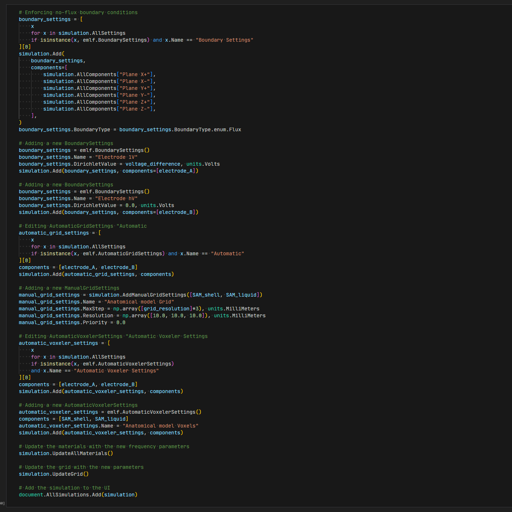 # Enforcing no-flux boundary conditions
boundary_settings = [
x
for x in simulation.AllSettings
if isinstance(x, emlf.BoundarySettings) and x.Name == "Boundary Settings"
][0]
simulation.Add(
boundary_settings,
components=[
simulation.AllComponents["Plane X+"],
simulation.AllComponents["Plane X-"],
simulation.AllComponents["Plane Y+"],
simulation.AllComponents["Plane Y-"],
simulation.AllComponents["Plane Z+"],
simulation.AllComponents["Plane Z-"],
],
)
boundary_settings.BoundaryType = boundary_settings.BoundaryType.enum.Flux
# Adding a new BoundarySettings
boundary_settings = emlf.BoundarySettings()
boundary_settings.Name = "Electrode 1V"
boundary_settings.DirichletValue = voltage_difference, units.Volts
simulation.Add(boundary_settings, components=[electrode_A])
# Adding a new BoundarySettings
boundary_settings = emlf.BoundarySettings()
boundary_settings.Name = "Electrode 0V"
boundary_settings.DirichletValue = 0.0, units.Volts
simulation.Add(boundary_settings, components=[electrode_B])
# Editing AutomaticGridSettings "Automatic
automatic_grid_settings = [
x
for x in simulation.AllSettings
if isinstance(x, emlf.AutomaticGridSettings) and x.Name == "Automatic"
][0]
components = [electrode_A, electrode_B]
simulation.Add(automatic_grid_settings, components)
# Adding a new ManualGridSettings
manual_grid_settings = simulation.AddManualGridSettings([SAM_shell, SAM_liquid])
manual_grid_settings.Name = "Anatomical model Grid"
manual_grid_settings.MaxStep = np.array([grid_resolution]*3), units.MilliMeters
manual_grid_settings.Resolution = np.array([10.0, 10.0, 10.0]), units.MilliMeters
manual_grid_settings.Priority = 0.0
# Editing AutomaticVoxelerSettings "Automatic Voxeler Settings
automatic_voxeler_settings = [
x
for x in simulation.AllSettings
if isinstance(x, emlf.AutomaticVoxelerSettings)
and x.Name == "Automatic Voxeler Settings"
][0]
components = [electrode_A, electrode_B]
simulation.Add(automatic_voxeler_settings, components)
# Adding a new AutomaticVoxelerSettings
automatic_voxeler_settings = emlf.AutomaticVoxelerSettings()
components = [SAM_shell, SAM_liquid]
automatic_voxeler_settings.Name = "Anatomical model Voxels"
simulation.Add(automatic_voxeler_settings, components)
# Update the materials with the new frequency parameters
simulation.UpdateAllMaterials()
# Update the grid with the new parameters
simulation.UpdateGrid()
# Add the simulation to the UI
document.AllSimulations.Add(simulation)